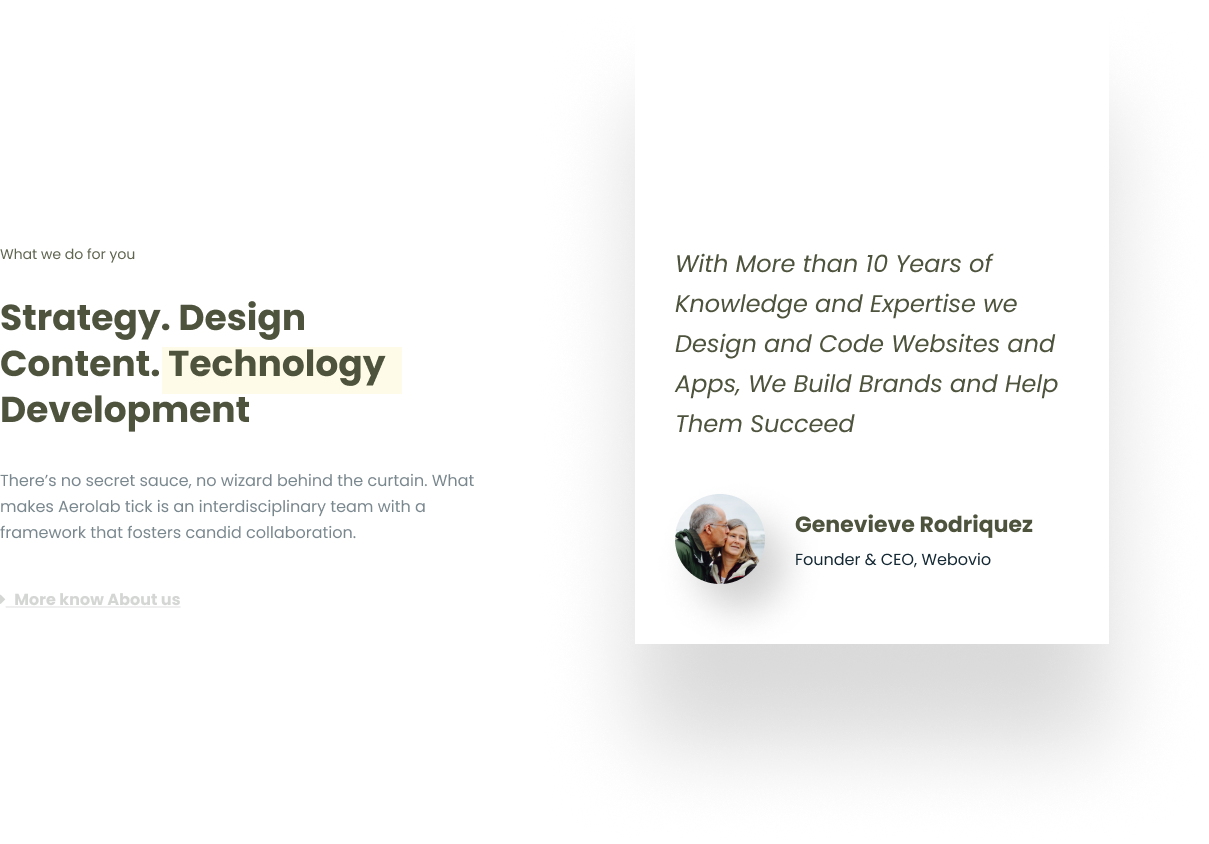 What we do for you
Strategy. Design
Content. Technology
Development
There’s no secret sauce, no wizard behind the curtain. What
makes Aerolab tick is an interdisciplinary team with a
framework that fosters candid collaboration.
More know About us
With More than 10 Years of
Knowledge and Expertise we
Design and Code Websites and
Apps, We Build Brands and Help
Them Succeed
Genevieve Rodriquez
Founder & CEO, Webovio